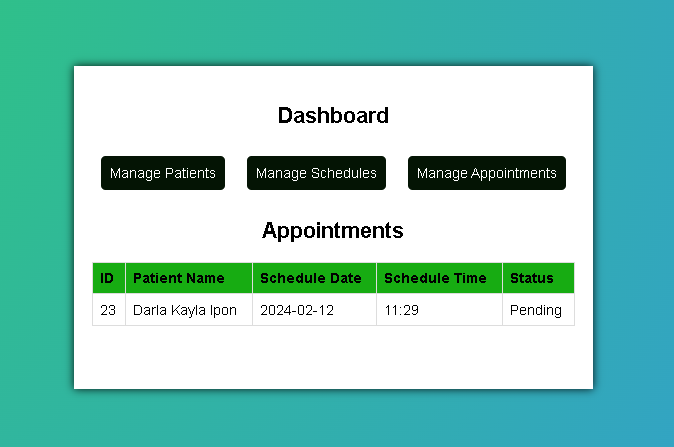 Dashboard
Manage Patients Manage Schedules Manage Appointments
Appointments
ID Patient Name Schedule Date Schedule Time Status
23 Darla Kayla Ipon 2024-02-12 11:29 Pending